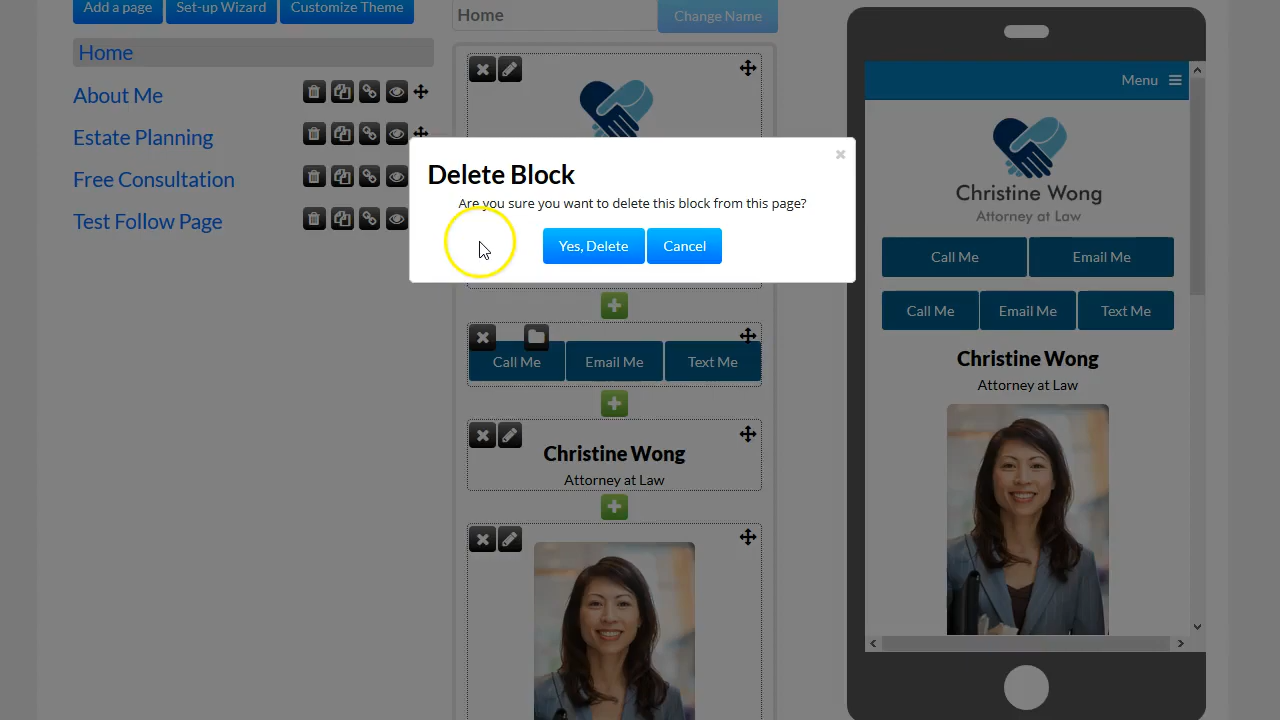 Add a page
Set-up Wizard
Customize Theme
Home
About Me
Estate Planning
Free Consultation
Test Follow Page
Home
Change Name
Delete Block
Are you sure you want to delete this block from this page?
Yes, Delete
Cancel
Call Me
Email Me
Text Me
Christine Wong
Attorney at Law
Menu
Christine Wong
Attorney at Law
Call Me
Email Me
Call Me
Email Me
Text Me
Christine Wong
Attorney at Law